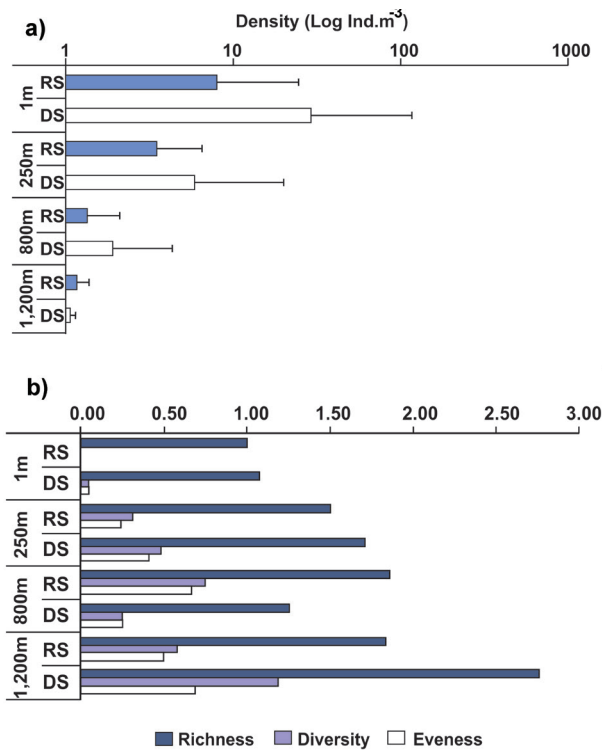 a)
Density (Log Ind.m-3)
1 10 100 1000
1m
RS
DS
250m
RS
DS
800m
RS
DS
1,200m
RS
DS
b)
0.00 0.50 1.00 1.50 2.00 2.50 3.00
1m
RS
DS
250m
RS
DS
800m
RS
DS
1,200m
RS
DS
Richness Diversity Eveness